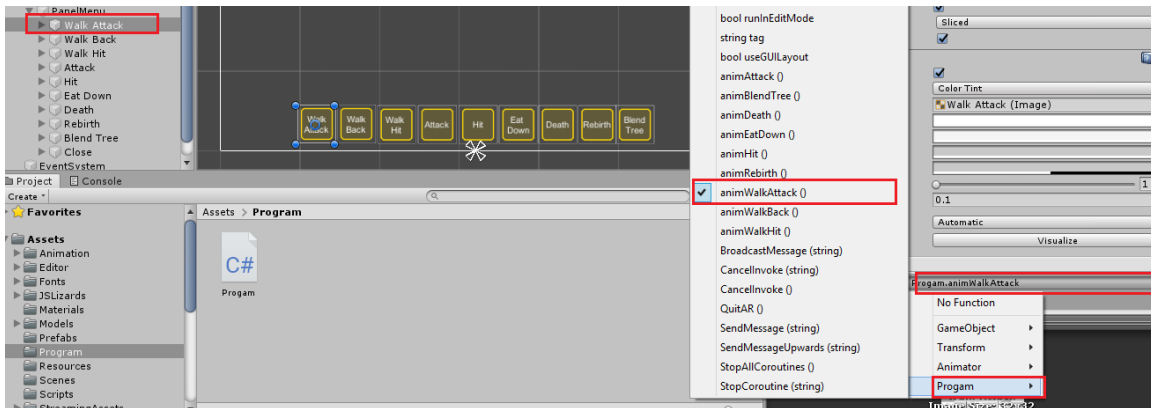 PanelMenu
Walk Attack
Walk Back
Walk Hit
Attack
Hit
Eat Down
Death
Rebirth
Blend Tree
Close
EventSystem
Walk
Attack
Walk
Back
Walk
Hit
Attack
Hit
Eat
Down
Death
Rebirth
Blend
Tree
Project
Console
Create
Favorites
Assets
Animation
Editor
Fonts
JSLizards
Materials
Models
Prefabs
Program
Resources
Scenes
Scripts
StreamingAssets
Assets > Program
C#
Progam
bool runInEditMode
string tag
bool useGUILayout
animAttack ()
animBlendTree ()
animDeath ()
animEatDown ()
animHit ()
animRebirth ()
animWalkAttack ()
animWalkBack ()
animWalkHit ()
BroadcastMessage (string)
CancelInvoke (string)
CancelInvoke ()
QuitAR ()
SendMessage (string)
SendMessageUpwards (string)
StopAllCoroutines ()
StopCoroutine (string)
Sliced
Color Tint
Walk Attack (Image)
1
0.1
Automatic
Visualize
Progam.animWalkAttack
No Function
GameObject
Transform
Animator
Progam